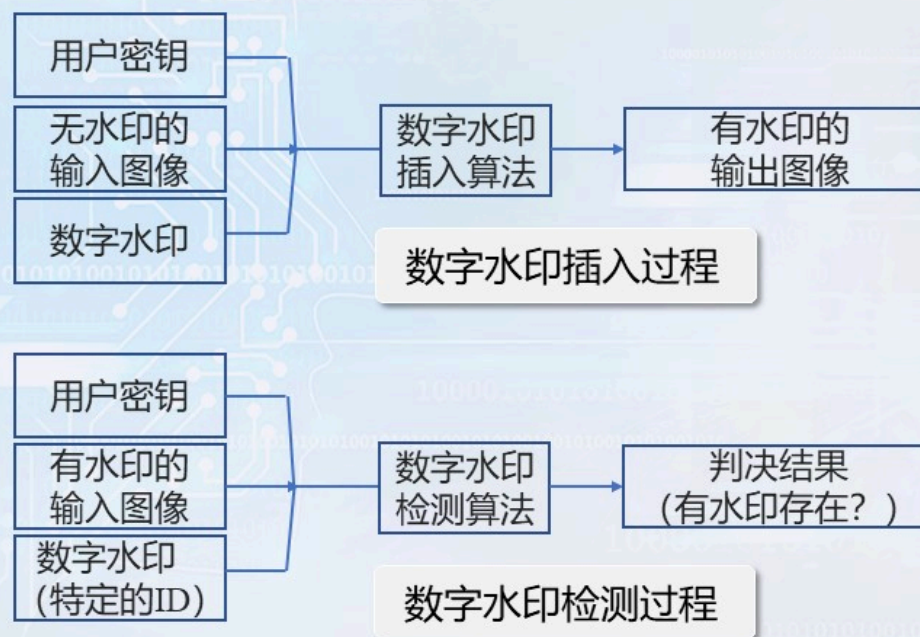 用户密钥
无水印的
输入图像
数字水印
数字水印
插入算法
有水印的
输出图像
数字水印插入过程
用户密钥
有水印的
输入图像
数字水印
（特定的ID）
数字水印
检测算法
判决结果
（有水印存在？）
数字水印检测过程